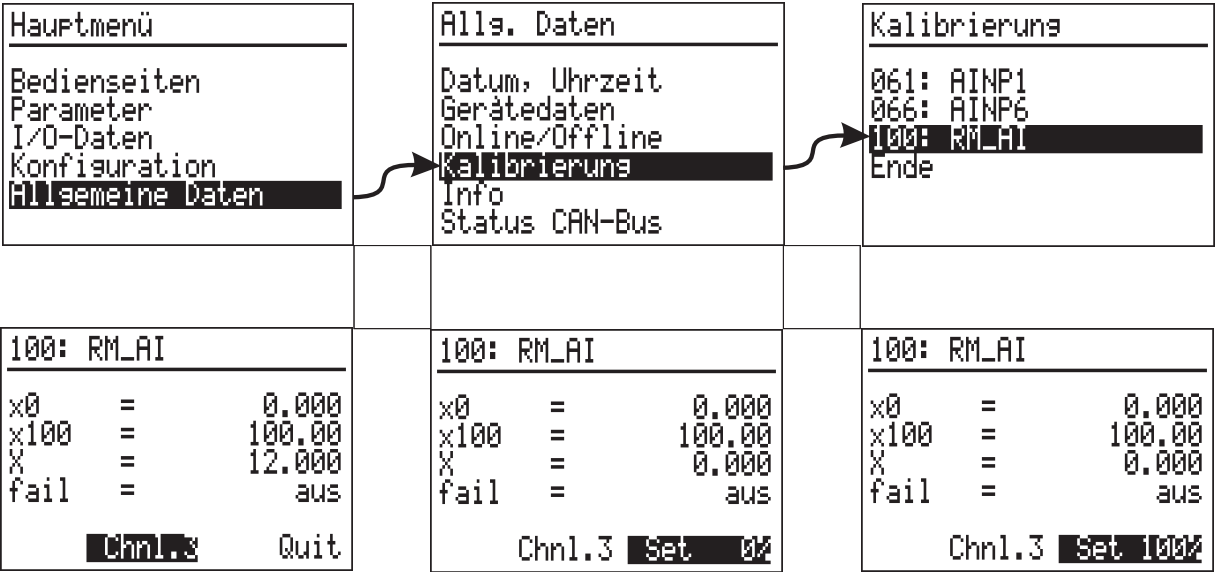 Hauptmenü
Bedienseiten
Parameter
I/O-Daten
Konfiguration
Allgemeine Daten
Allg. Daten
Datum, Uhrzeit
Gerätedaten
Online/Offline
Kalibrierung
Info
Status CAN-Bus
Kalibrierung
061: AINP1
066: AINP6
100: RM_AI
Ende
100: RM_AI
x0 = 0.000
x100 = 100.00
X = 12.000
fail = aus
Chnl.3 Quit
100: RM_AI
x0 = 0.000
x100 = 100.00
X = 0.000
fail = aus
Chnl.3 Set 0%
100: RM_AI
x0 = 0.000
x100 = 100.00
X = 0.000
fail = aus
Chnl.3 Set 100%